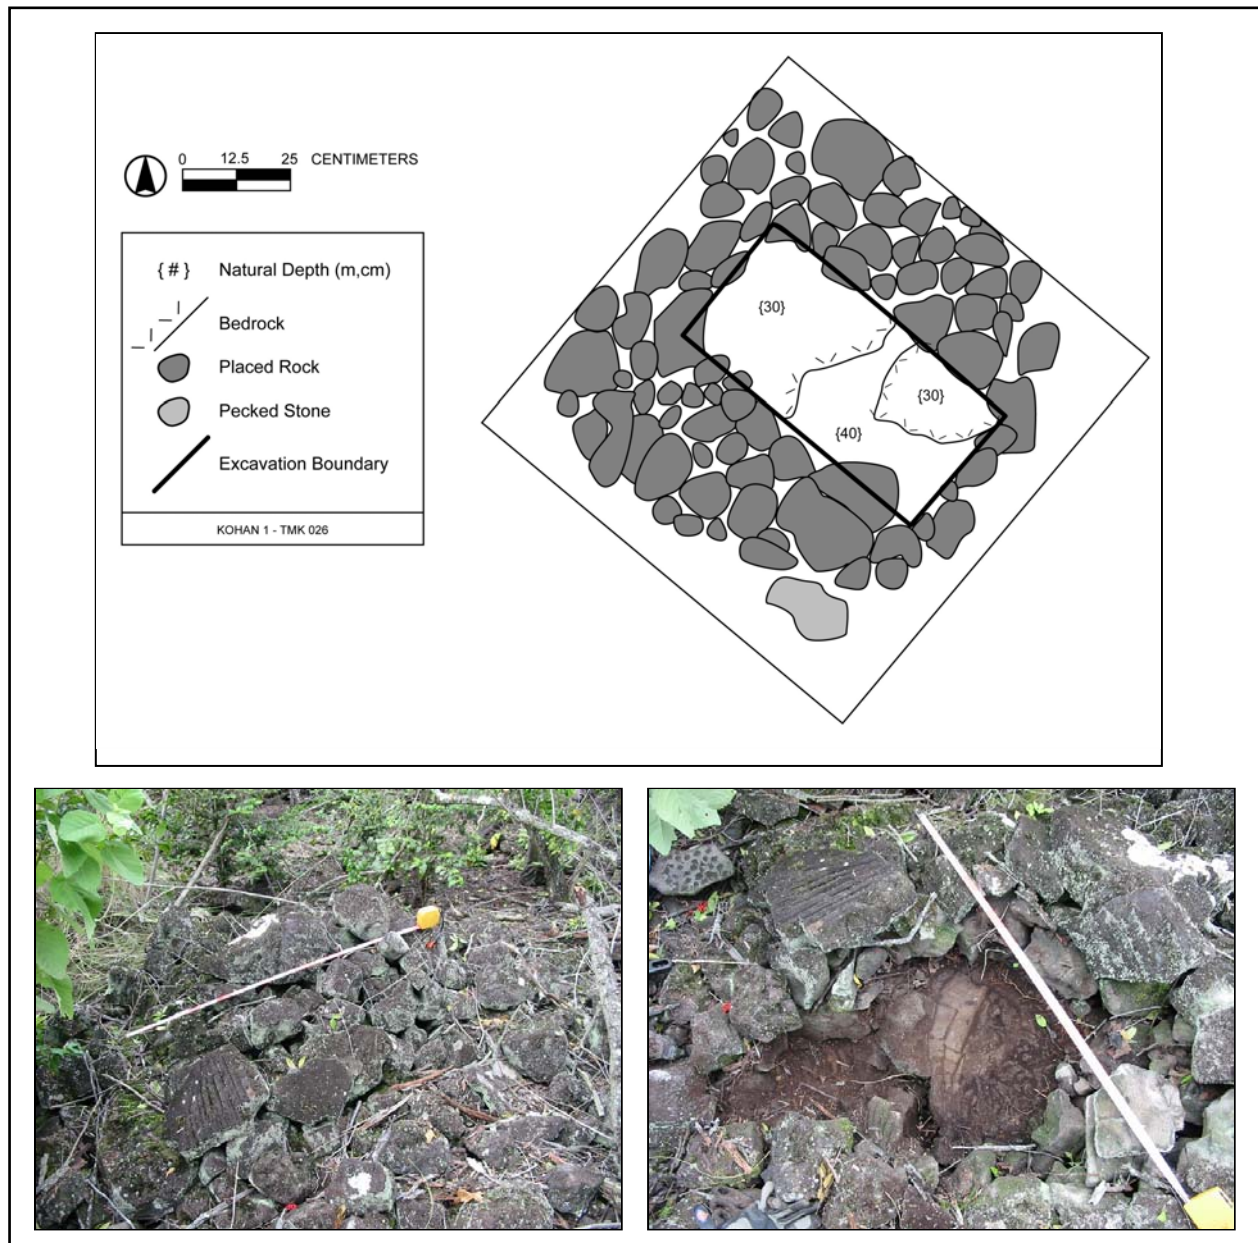 0 12.5 25 CENTIMETERS
{ # } Natural Depth (m,cm)
Bedrock
Placed Rock
Pecked Stone
Excavation Boundary
KOHAN 1 - TMK 026
{30}
{30}
{40}